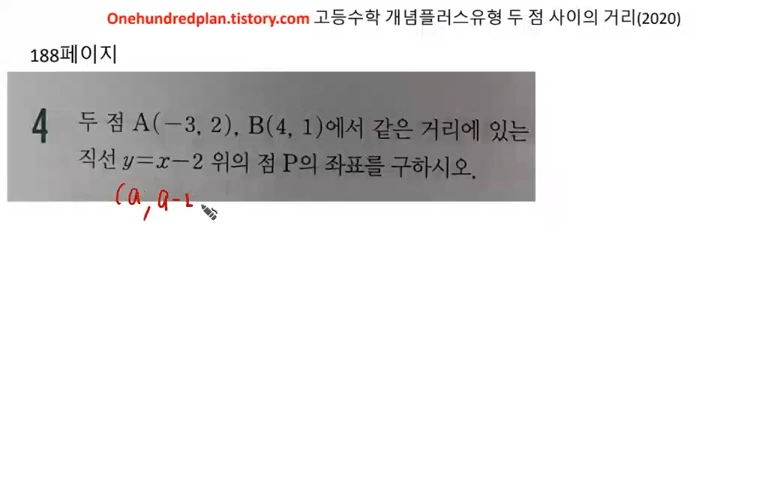 Onehundredplan.tistory.com 고등수학 개념플러스유형 두 점 사이의 거리(2020)
188페이지
4 두 점 A(-3, 2), B(4, 1)에서 같은 거리에 있는
직선 y=x-2 위의 점 P의 좌표를 구하시오.
(a, a-2